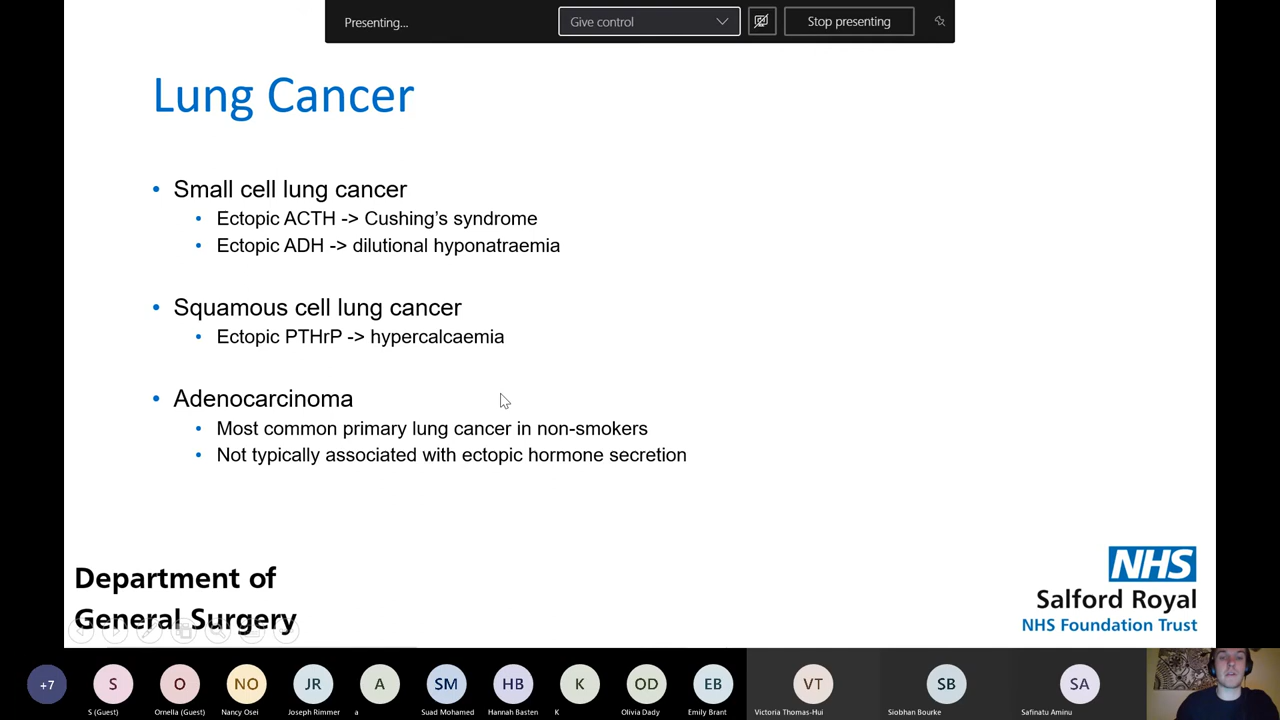 Presenting...
Give control
Stop presenting
Lung Cancer
• Small cell lung cancer
• Ectopic ACTH -> Cushing’s syndrome
• Ectopic ADH -> dilutional hyponatraemia
• Squamous cell lung cancer
• Ectopic PTHrP -> hypercalcaemia
• Adenocarcinoma
• Most common primary lung cancer in non-smokers
• Not typically associated with ectopic hormone secretion
Department of
General Surgery
NHS
Salford Royal
NHS Foundation Trust
+7 S O NO JR A SM HB K OD EB VT SB SA
S (Guest) Ornella (Guest) Nancy Osei Joseph Rimmer a Suad Mohamed Hannah Basten K Olivia Dady Emily Brant Victoria Thomas-Hui Siobhan Bourke Safinatu Aminu